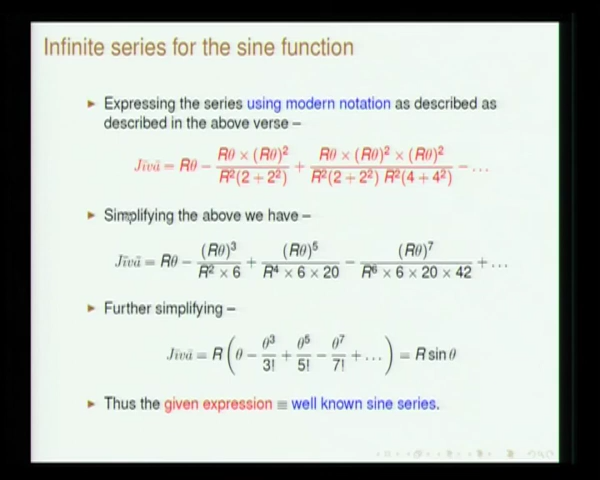 Infinite series for the sine function
► Expressing the series using modern notation as described as
described in the above verse –
Jīvā = Rθ − Rθ × (Rθ)² / R²(2 + 2²) + Rθ × (Rθ)² × (Rθ)² / R²(2 + 2²) R²(4 + 4²) − ...
► Simplifying the above we have –
Jīvā = Rθ − (Rθ)³ / R² × 6 + (Rθ)⁵ / R⁴ × 6 × 20 − (Rθ)⁷ / R⁶ × 6 × 20 × 42 + ...
► Further simplifying –
Jīvā = R(θ − θ³/3! + θ⁵/5! − θ⁷/7! + ...) = R sin θ
► Thus the given expression ≡ well known sine series.